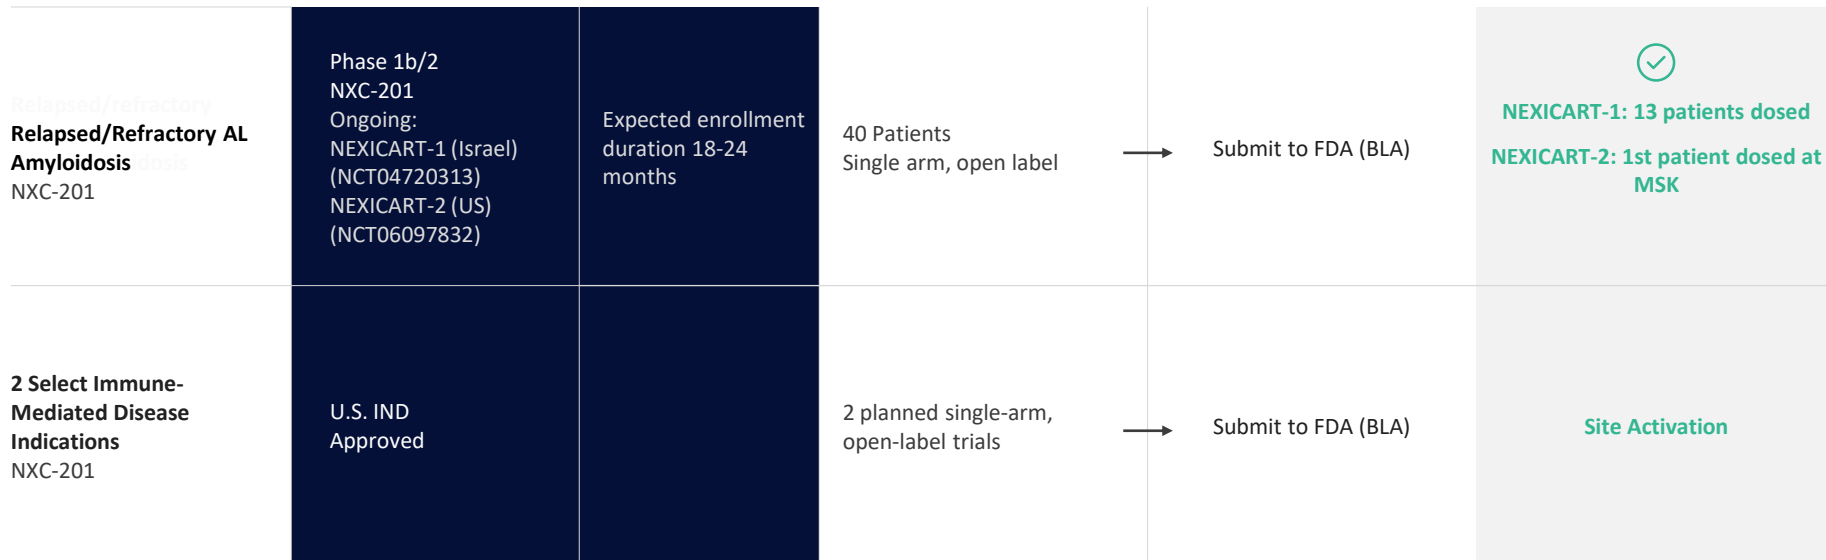 Relapsed/refractory
Relapsed/Refractory AL
Amyloidosis
NXC-201
Phase 1b/2
NXC-201
Ongoing:
NEXICART-1 (Israel)
(NCT04720313)
NEXICART-2 (US)
(NCT06097832)
Expected enrollment
duration 18-24
months
40 Patients
Single arm, open label
Submit to FDA (BLA)
NEXICART-1: 13 patients dosed
NEXICART-2: 1st patient dosed at
MSK
2 Select Immune-
Mediated Disease
Indications
NXC-201
U.S. IND
Approved
2 planned single-arm,
open-label trials
Submit to FDA (BLA)
Site Activation